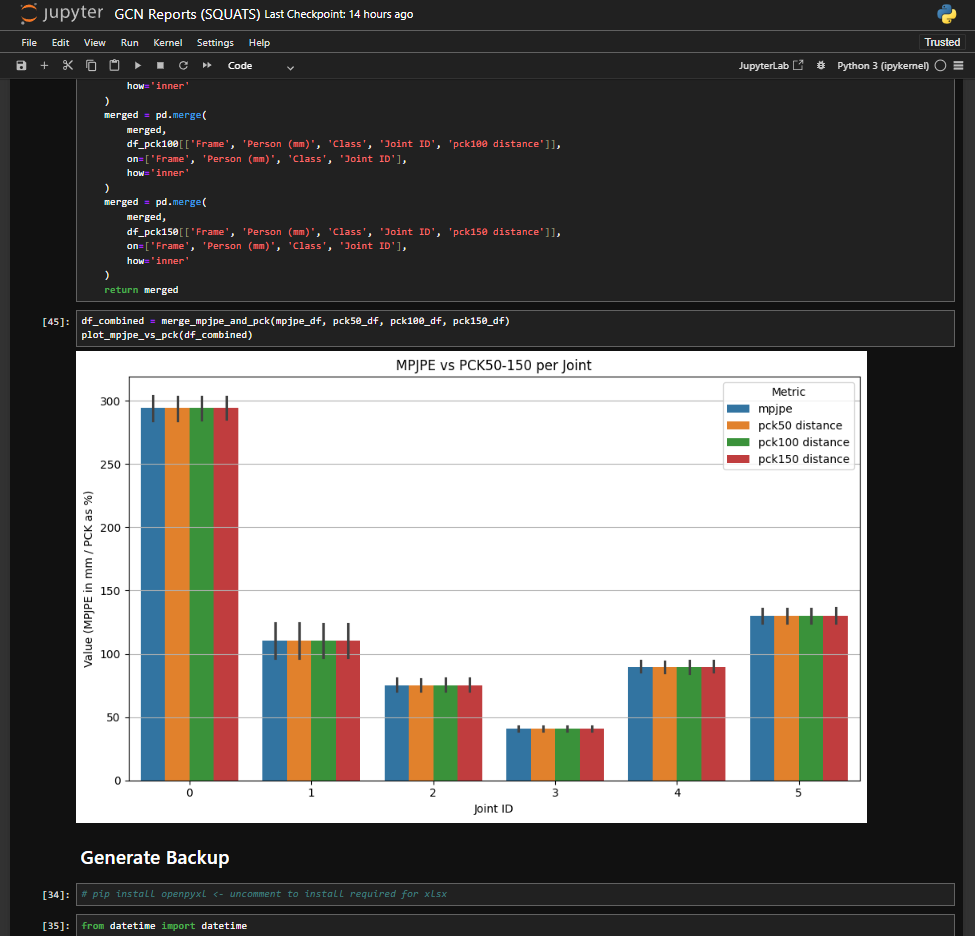 jupyter GCN Reports (SQUATS) Last Checkpoint: 14 hours ago
File Edit View Run Kernel Settings Help Trusted
Code JupyterLab Python 3 (ipykernel)
how='inner'
)
merged = pd.merge(
merged,
df_pck100[['Frame', 'Person (mm)', 'Class', 'Joint ID', 'pck100 distance']],
on=['Frame', 'Person (mm)', 'Class', 'Joint ID'],
how='inner'
)
merged = pd.merge(
merged,
df_pck150[['Frame', 'Person (mm)', 'Class', 'Joint ID', 'pck150 distance']],
on=['Frame', 'Person (mm)', 'Class', 'Joint ID'],
how='inner'
)
return merged
[45]: df_combined = merge_mpjpe_and_pck(mpjpe_df, pck50_df, pck100_df, pck150_df)
plot_mpjpe_vs_pck(df_combined)
MPJPE vs PCK50-150 per Joint
Metric
mpjpe
pck50 distance
pck100 distance
pck150 distance
Value (MPJPE in mm / PCK as %)
300
250
200
150
100
50
0
0 1 2 3 4 5
Joint ID
Generate Backup
[34]: # pip install openpyxl <- uncomment to install required for xlsx
[35]: from datetime import datetime